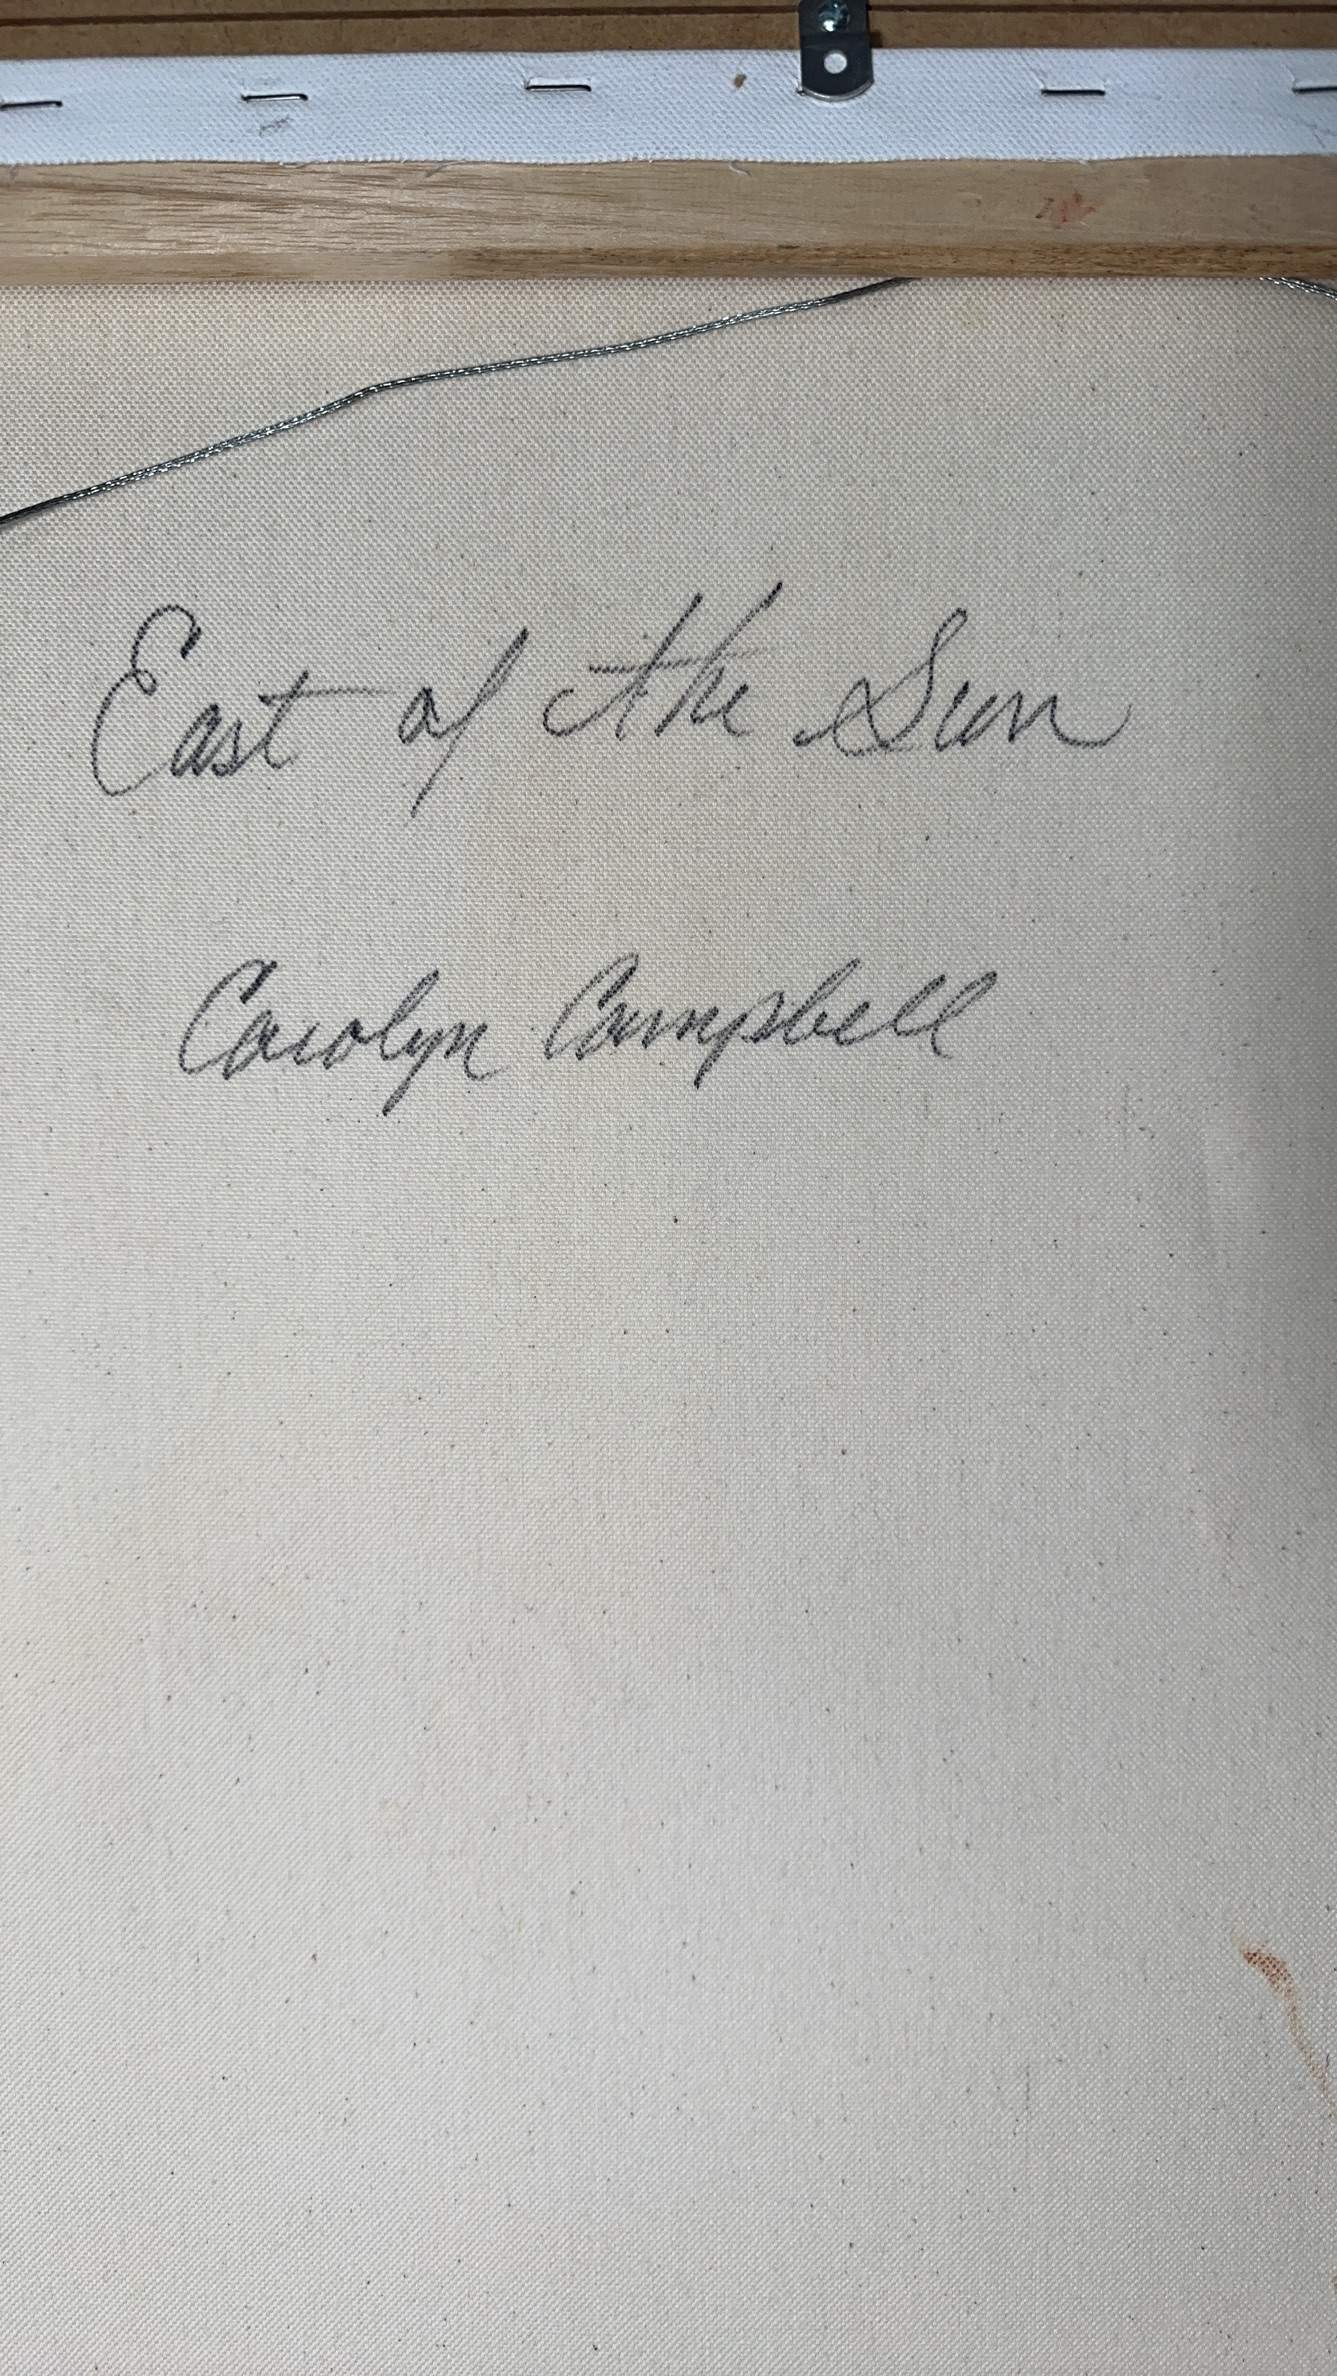 East of the Sun
Carolyn Campbell